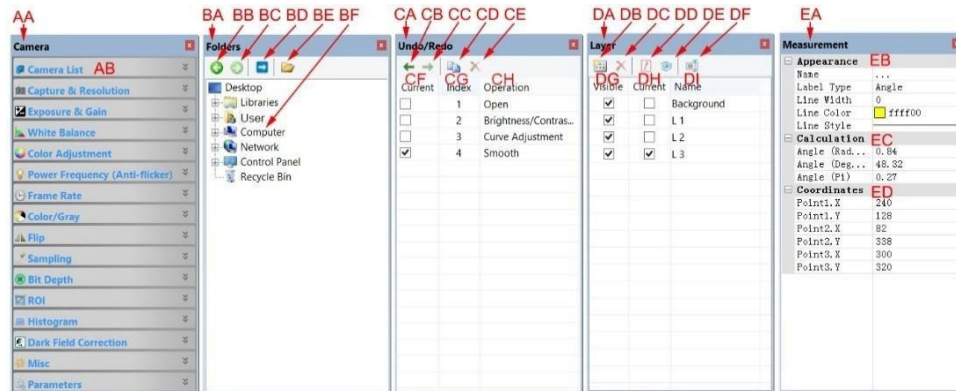 AA
BA BB BC BD BE BF
CA CB CC CD CE
DA DB DC DD DE DF
EA
Camera
Camera List AB
Capture & Resolution
Exposure & Gain
White Balance
Color Adjustment
Power Frequency (Anti-flicker)
Frame Rate
Color/Gray
Flip
Sampling
Bit Depth
ROI
Histogram
Dark Field Correction
Misc
Parameters
Folders
Desktop
Libraries
User
Computer
Network
Control Panel
Recycle Bin
Undo/Redo
CF CG CH
Current Index Operation
1 Open
2 Brightness/Contras...
3 Curve Adjustment
4 Smooth
Layer
DG DH DI
Visible Current Name
Background
L 1
L 2
L 3
Measurement
Appearance EB
Name ...
Label Type Angle
Line Width 0
Line Color ffff00
Line Style
Calculation EC
Angle (Rad... 0.84
Angle (Deg... 48.32
Angle (Pi) 0.27
Coordinates ED
Point1.X 240
Point1.Y 128
Point2.X 82
Point2.Y 338
Point3.X 300
Point3.Y 320